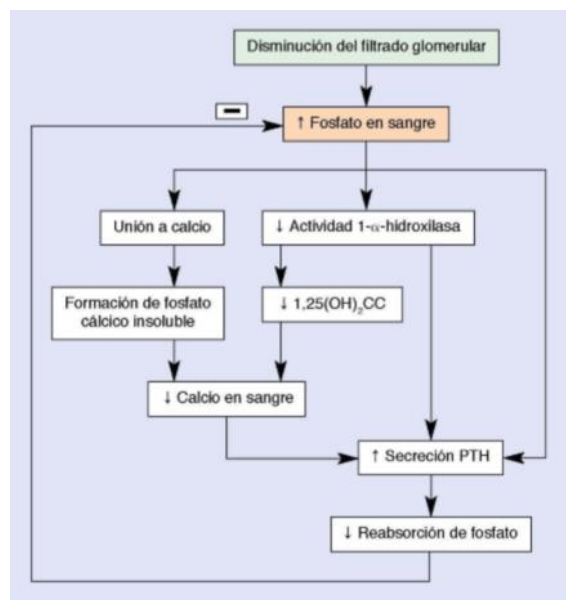 Disminución del filtrado glomerular
−
↑ Fosfato en sangre
Unión a calcio
↓ Actividad 1-α-hidroxilasa
Formación de fosfato
cálcico insoluble
↓ 1,25(OH)₂CC
↓ Calcio en sangre
↑ Secreción PTH
↓ Reabsorción de fosfato